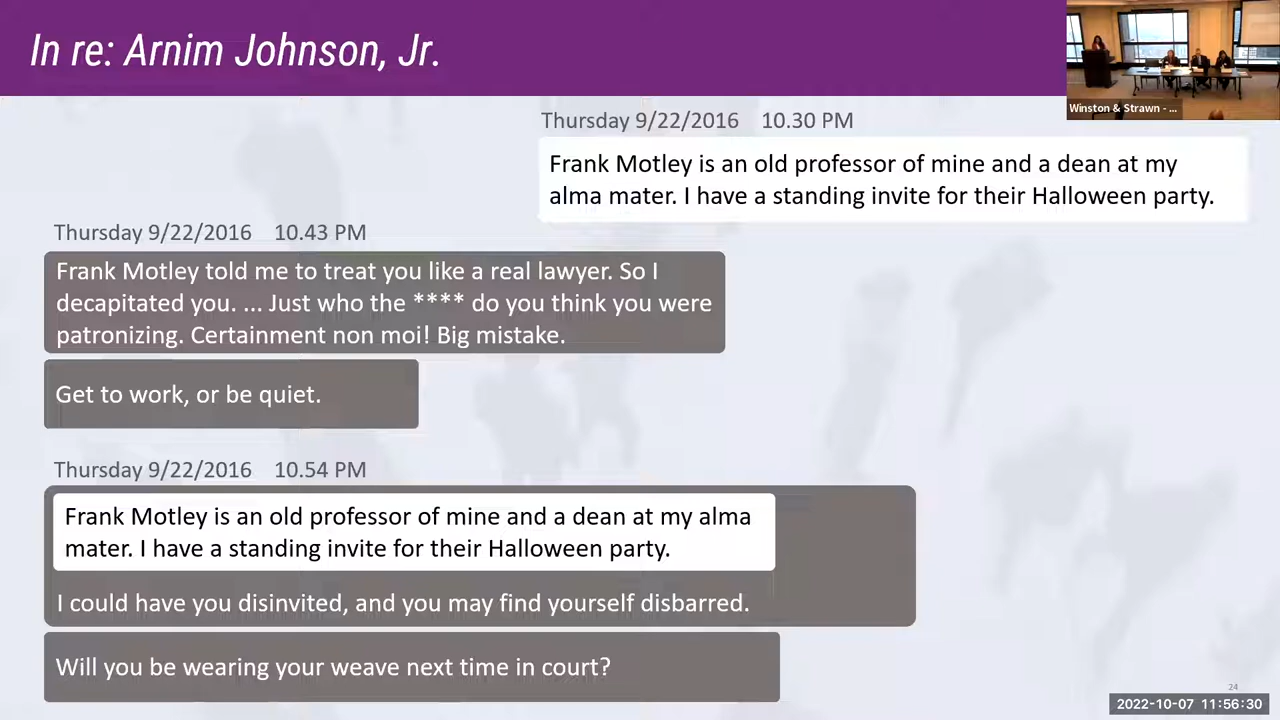 In re: Arnim Johnson, Jr.
Winston & Strawn - ...
Thursday 9/22/2016 10.30 PM
Frank Motley is an old professor of mine and a dean at my
alma mater. I have a standing invite for their Halloween party.
Thursday 9/22/2016 10.43 PM
Frank Motley told me to treat you like a real lawyer. So I
decapitated you. ... Just who the **** do you think you were
patronizing. Certainment non moi! Big mistake.
Get to work, or be quiet.
Thursday 9/22/2016 10.54 PM
Frank Motley is an old professor of mine and a dean at my alma
mater. I have a standing invite for their Halloween party.
I could have you disinvited, and you may find yourself disbarred.
Will you be wearing your weave next time in court?
24
2022-10-07 11:56:30